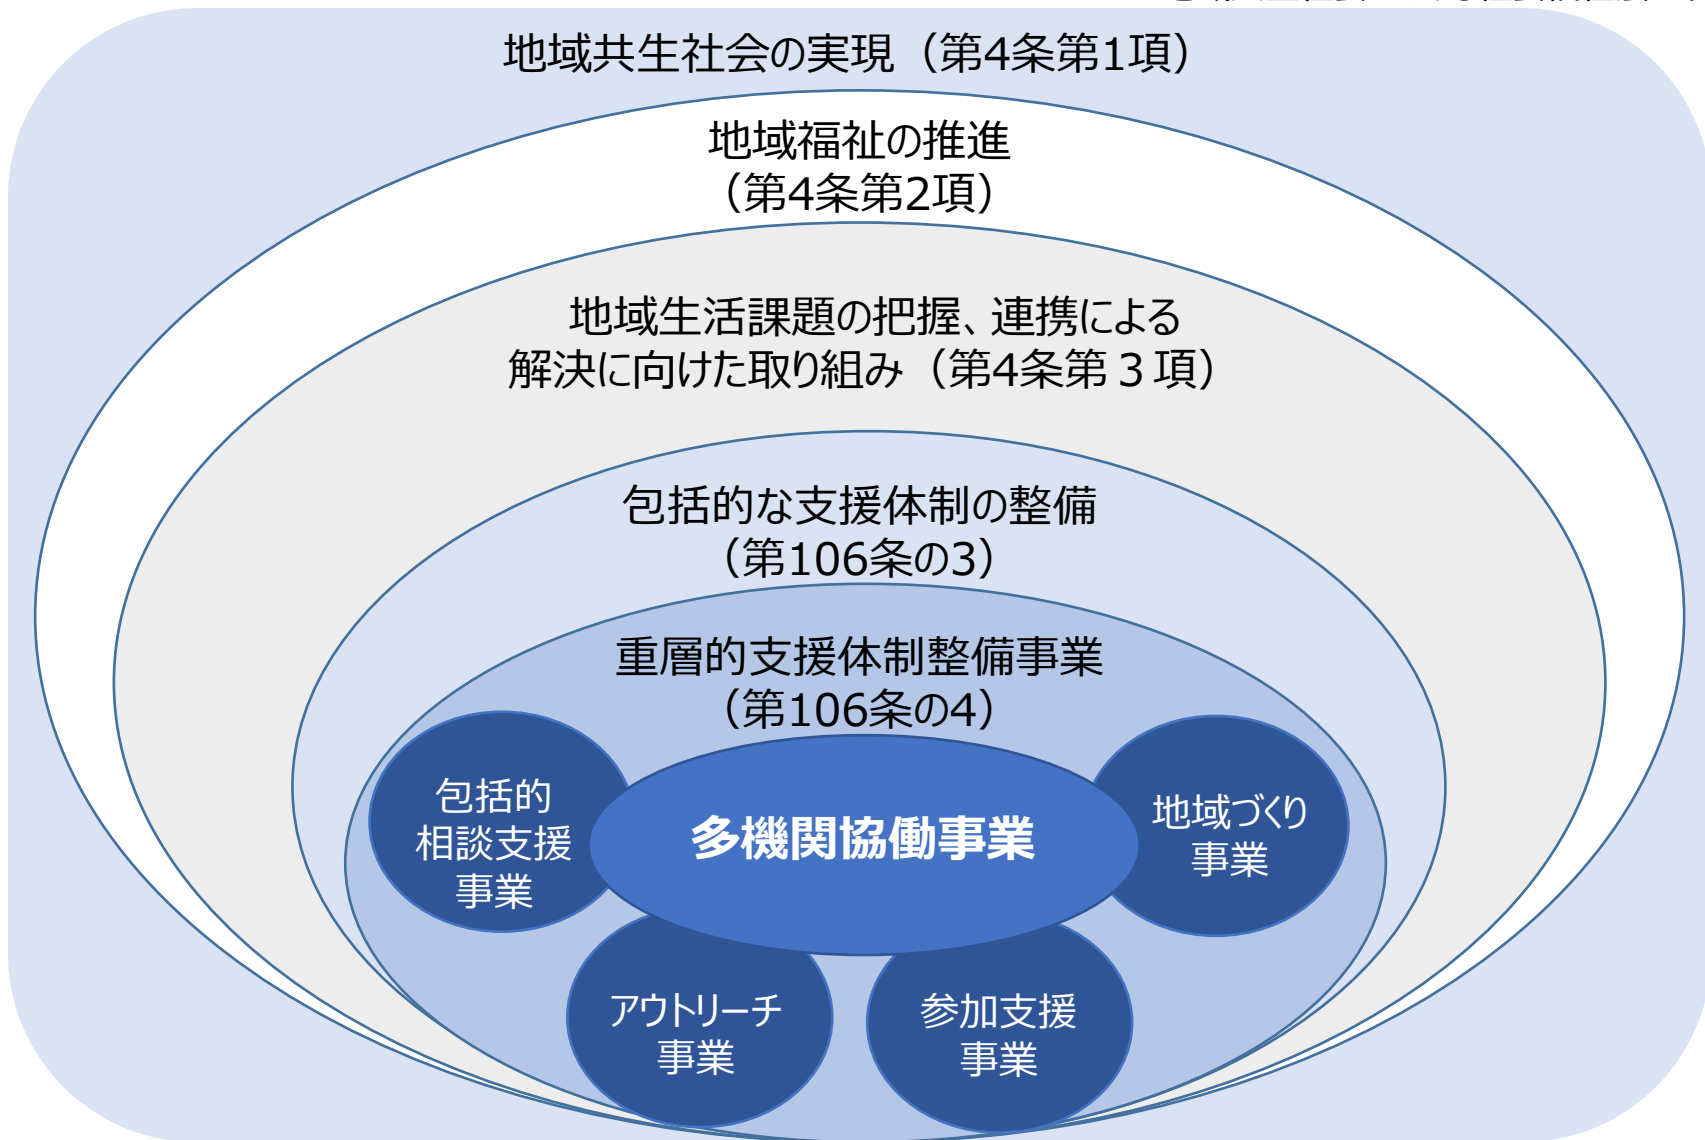 地域共生社会の実現（第4条第1項）
地域福祉の推進
（第4条第2項）
地域生活課題の把握、連携による
解決に向けた取り組み（第4条第３項）
包括的な支援体制の整備
（第106条の3）
重層的支援体制整備事業
（第106条の4）
包括的
相談支援
事業
多機関協働事業
地域づくり
事業
アウトリーチ
事業
参加支援
事業